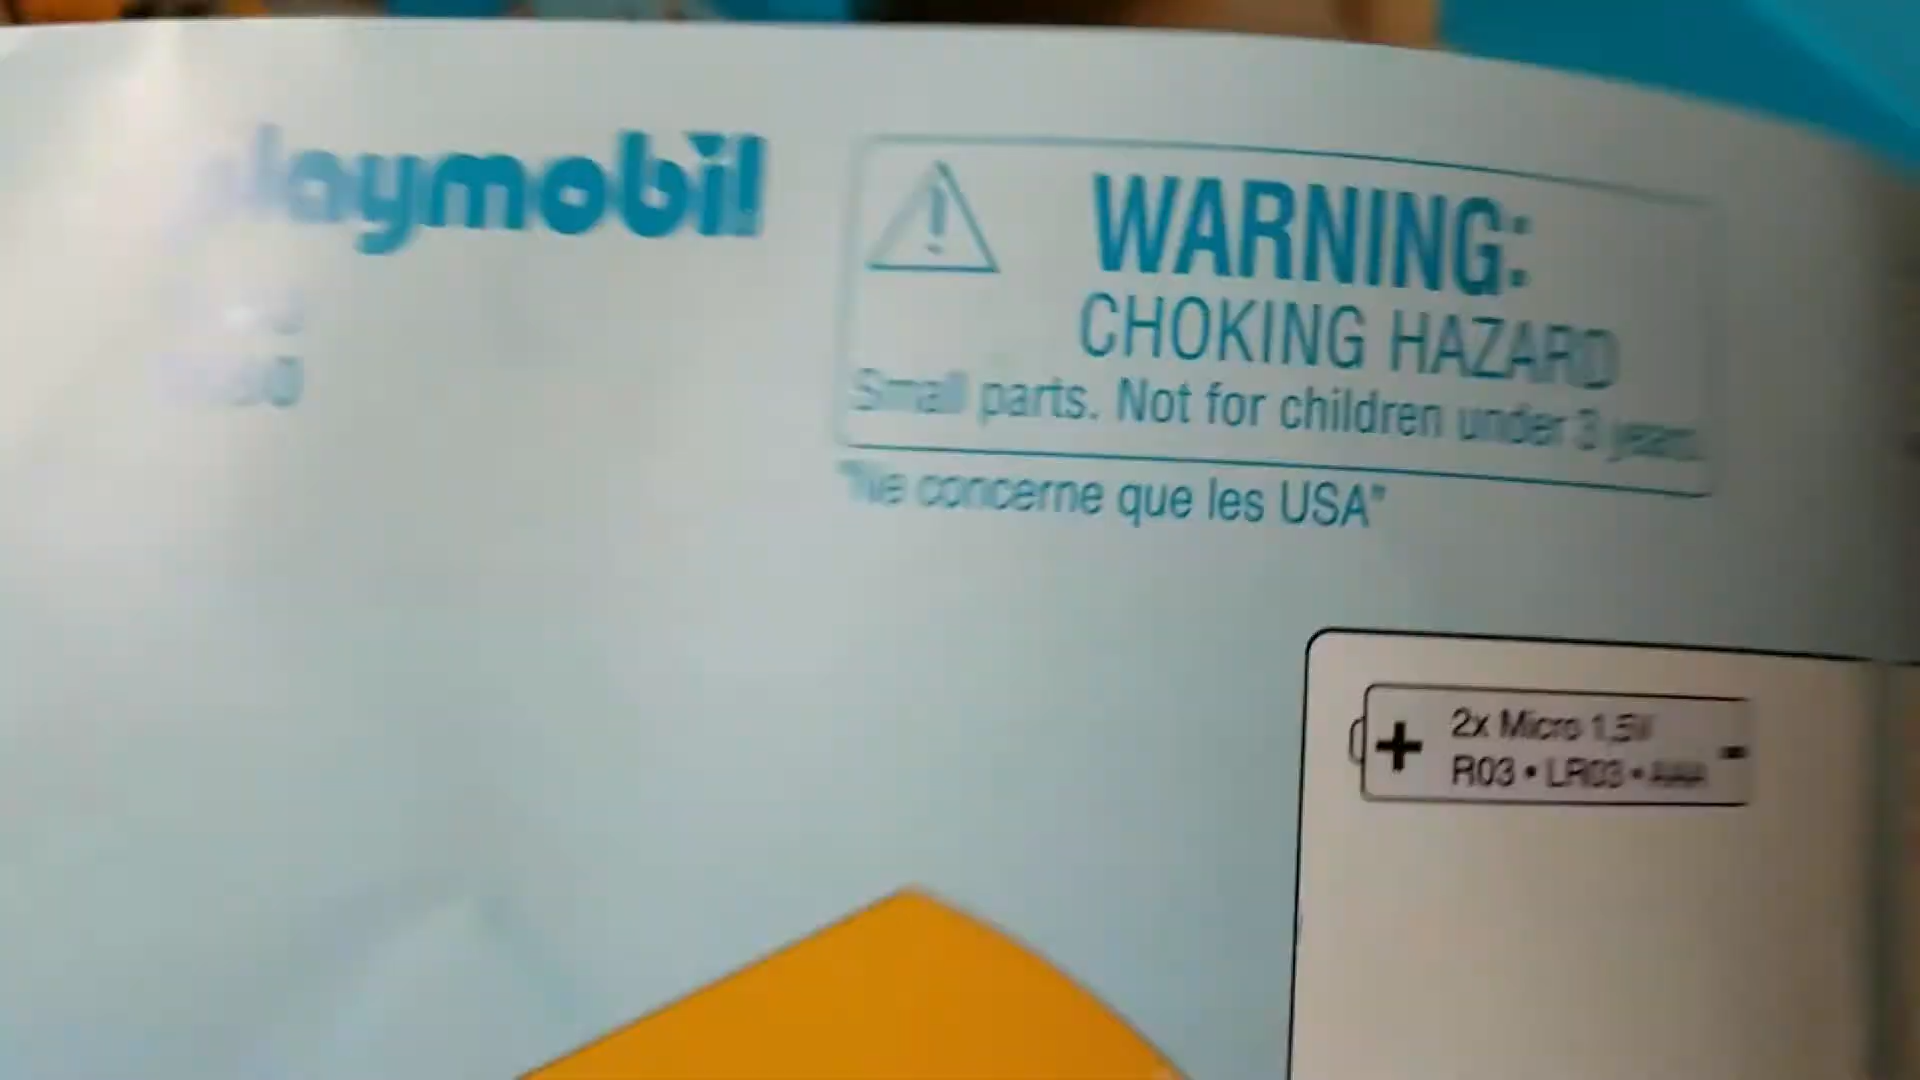 playmobil
WARNING:
CHOKING HAZARD
Small parts. Not for children under 3 years.
"Ne concerne que les USA"
+ 2x Micro 1,5V -
R03 • LR03 • AAA